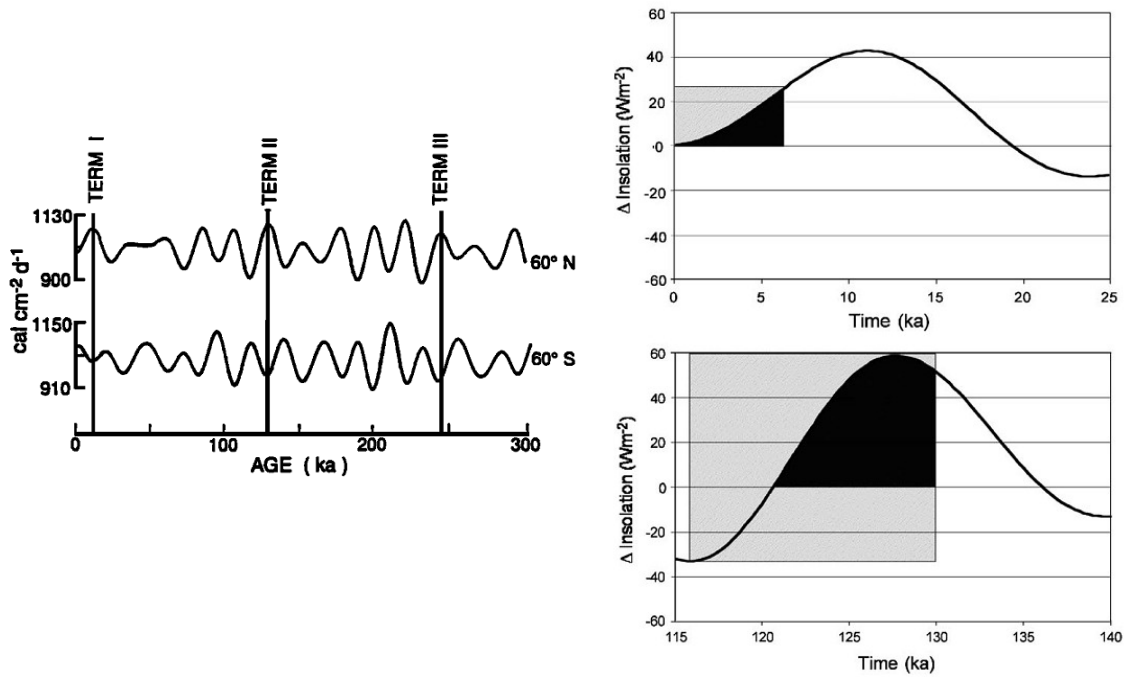 TERM I
TERM II
TERM III
1130
900
60° N
cal cm-2 d-1
1150
910
60° S
0 100 200 300
AGE ( ka )
60
40
20
0
-20
-40
-60
Δ Insolation (Wm-2)
0 5 10 15 20 25
Time (ka)
60
40
20
0
-20
-40
-60
Δ Insolation (Wm-2)
115 120 125 130 135 140
Time (ka)